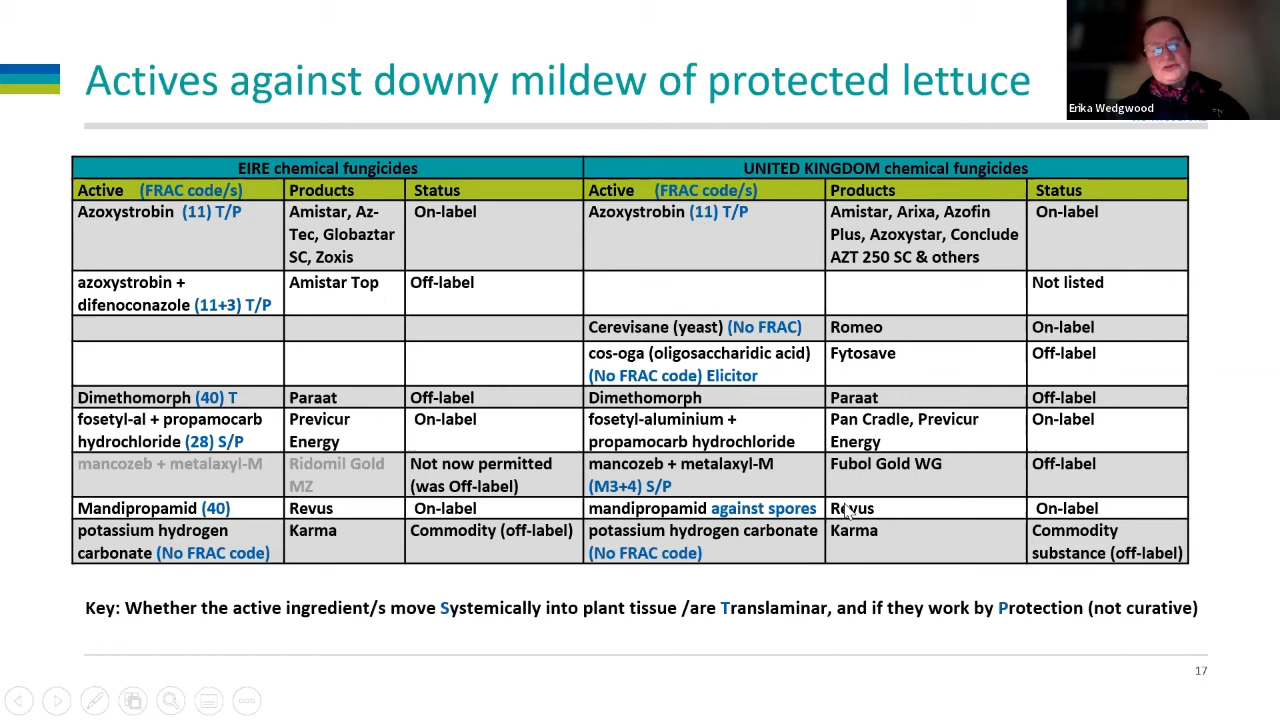 Actives against downy mildew of protected lettuce
Erika Wedgwood
EIRE chemical fungicides UNITED KINGDOM chemical fungicides
Active (FRAC code/s) Products Status Active (FRAC code/s) Products Status
Azoxystrobin (11) T/P Amistar, Az- On-label Azoxystrobin (11) T/P Amistar, Arixa, Azofin On-label
Tec, Globaztar Plus, Azoxystar, Conclude
SC, Zoxis AZT 250 SC & others
azoxystrobin + Amistar Top Off-label Not listed
difenoconazole (11+3) T/P
Cerevisane (yeast) (No FRAC) Romeo On-label
cos-oga (oligosaccharidic acid) Fytosave Off-label
(No FRAC code) Elicitor
Dimethomorph (40) T Paraat Off-label Dimethomorph Paraat Off-label
fosetyl-al + propamocarb Previcur On-label fosetyl-aluminium + Pan Cradle, Previcur On-label
hydrochloride (28) S/P Energy propamocarb hydrochloride Energy
mancozeb + metalaxyl-M Ridomil Gold Not now permitted mancozeb + metalaxyl-M Fubol Gold WG Off-label
MZ (was Off-label) (M3+4) S/P
Mandipropamid (40) Revus On-label mandipropamid against spores Revus On-label
potassium hydrogen Karma Commodity (off-label) potassium hydrogen carbonate Karma Commodity
carbonate (No FRAC code) (No FRAC code) substance (off-label)
Key: Whether the active ingredient/s move Systemically into plant tissue /are Translaminar, and if they work by Protection (not curative)
17